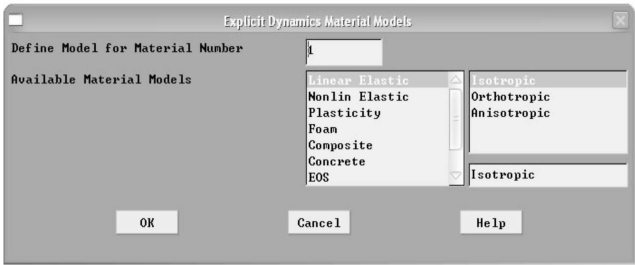 Explicit Dynamics Material Models
Define Model for Material Number
1
Available Material Models
Linear Elastic
Nonlin Elastic
Plasticity
Foam
Composite
Concrete
EOS
Isotropic
Orthotropic
Anisotropic
Isotropic
OK
Cancel
Help